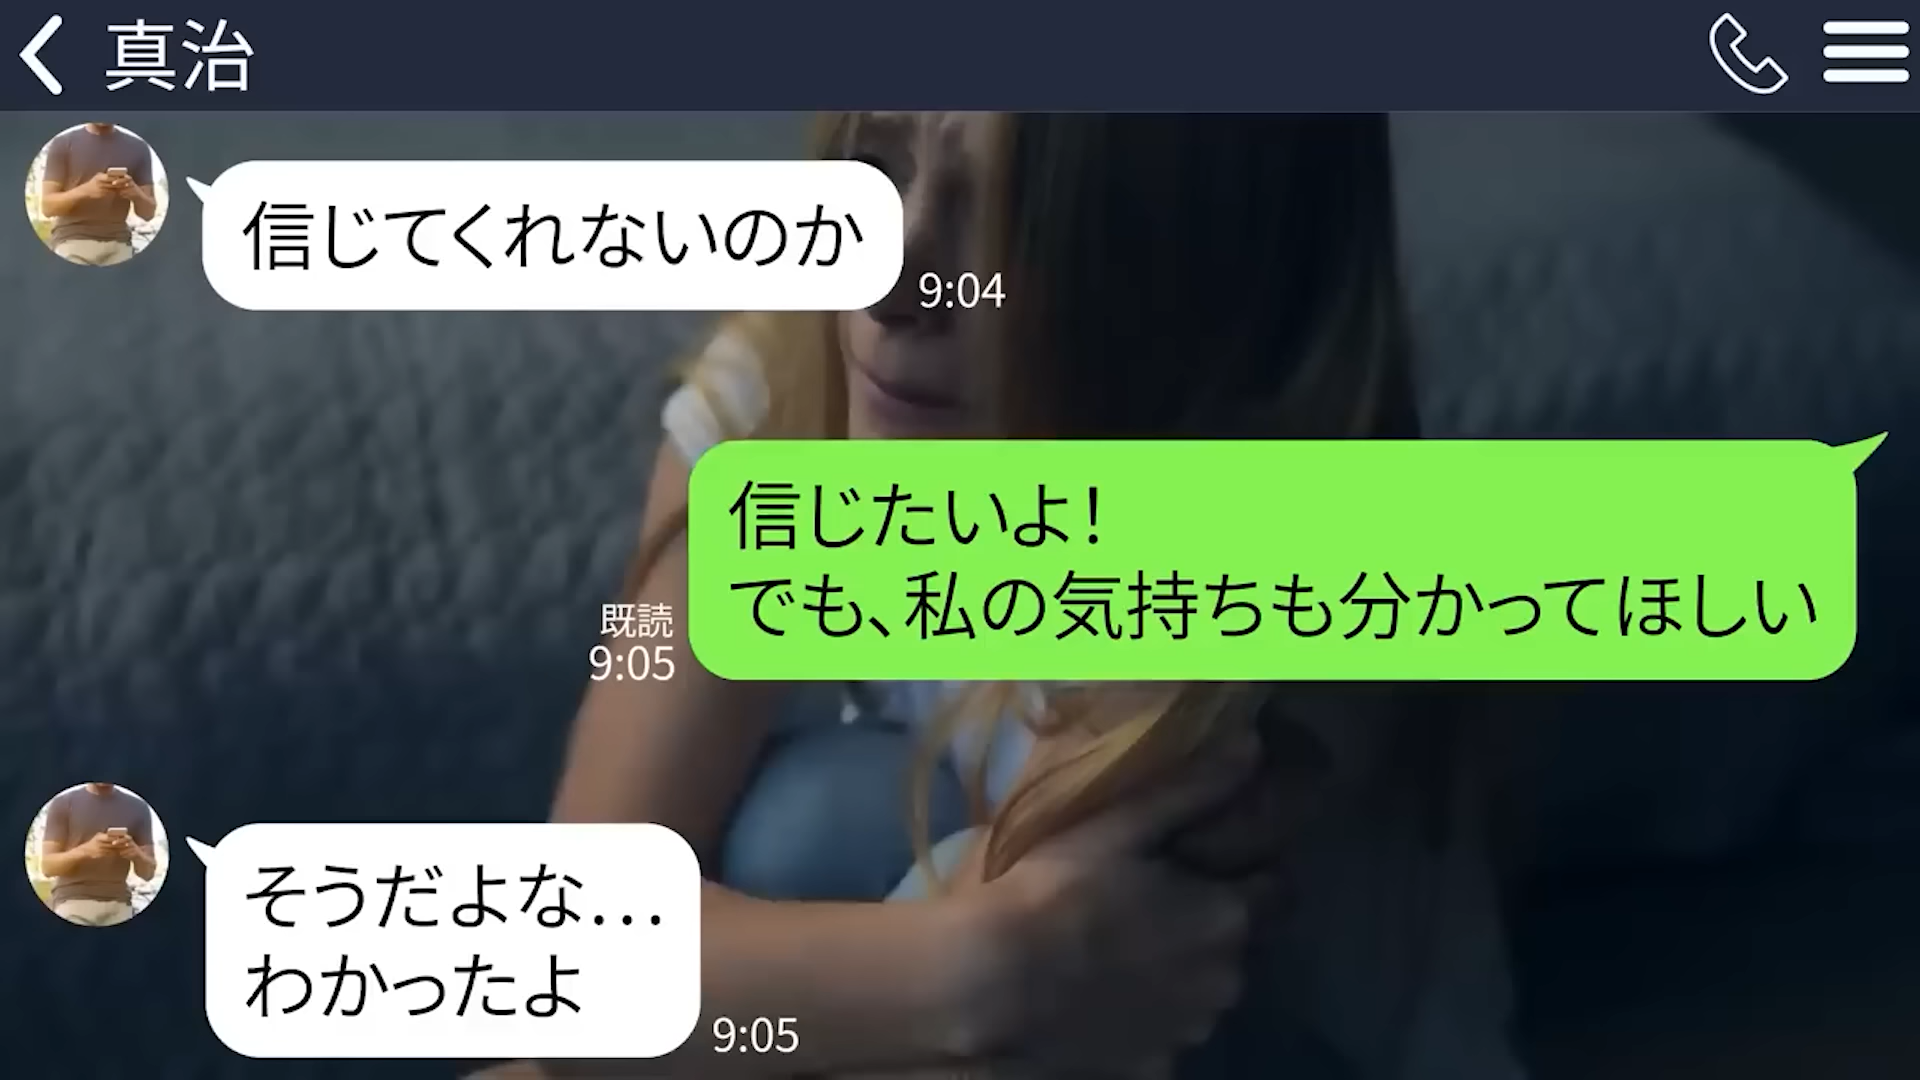 真治
信じてくれないのか
9:04
信じたいよ!
でも、私の気持ちも分かってほしい
既読
9:05
そうだよな…
わかったよ
9:05